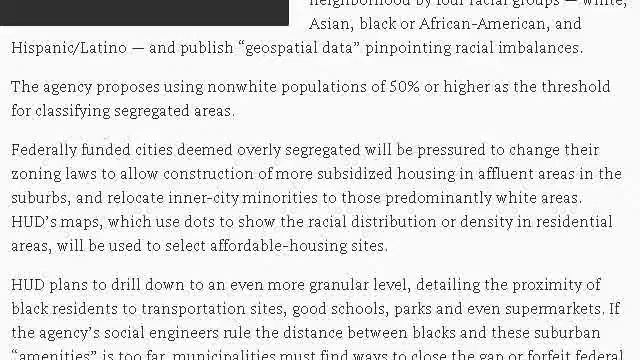 neighborhood by four racial groups — white,
Asian, black or African-American, and
Hispanic/Latino — and publish “geospatial data” pinpointing racial imbalances.
The agency proposes using nonwhite populations of 50% or higher as the threshold
for classifying segregated areas.
Federally funded cities deemed overly segregated will be pressured to change their
zoning laws to allow construction of more subsidized housing in affluent areas in the
suburbs, and relocate inner-city minorities to those predominantly white areas.
HUD’s maps, which use dots to show the racial distribution or density in residential
areas, will be used to select affordable-housing sites.
HUD plans to drill down to an even more granular level, detailing the proximity of
black residents to transportation sites, good schools, parks and even supermarkets. If
the agency’s social engineers rule the distance between blacks and these suburban
“amenities” is too far, municipalities must find ways to close the gap or forfeit federal